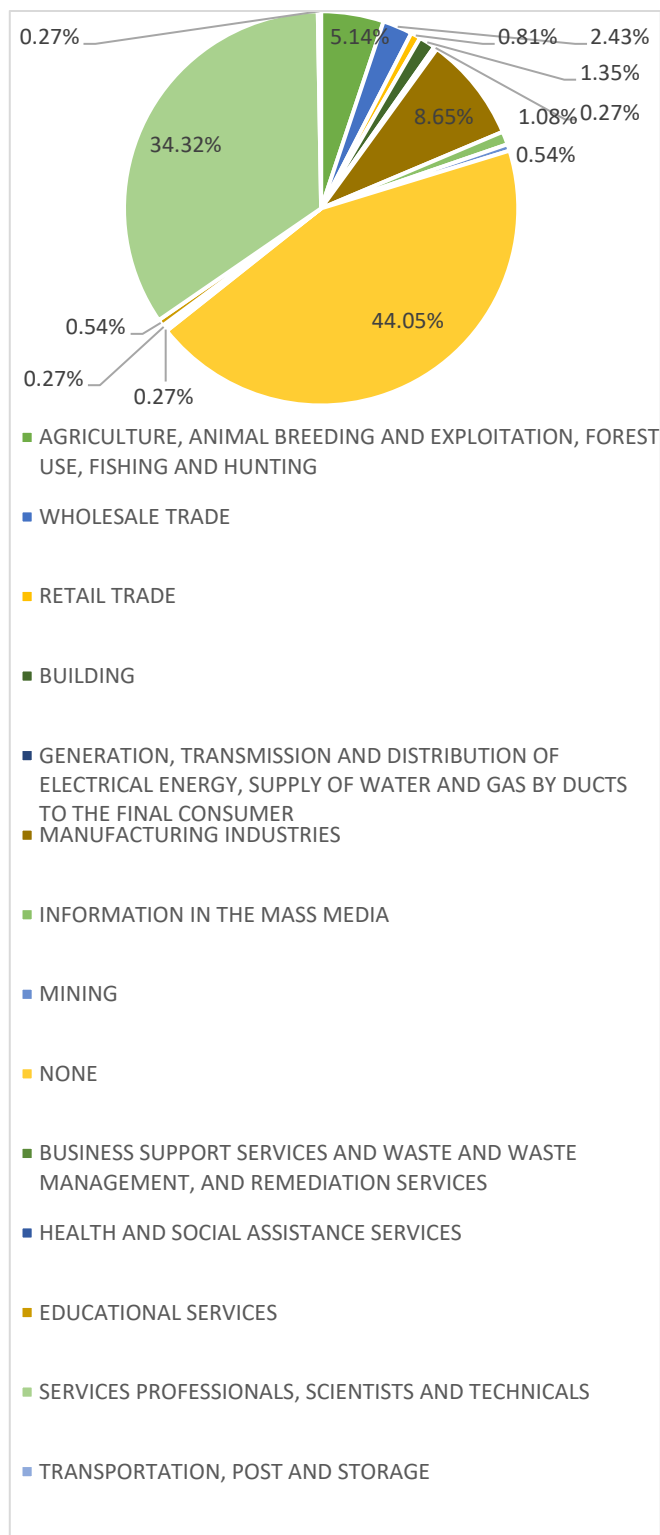 0.27%
5.14%
0.81%
2.43%
1.35%
8.65%
1.08%
0.27%
34.32%
0.54%
44.05%
0.54%
0.27%
0.27%
AGRICULTURE, ANIMAL BREEDING AND EXPLOITATION, FOREST
USE, FISHING AND HUNTING
WHOLESALE TRADE
RETAIL TRADE
BUILDING
GENERATION, TRANSMISSION AND DISTRIBUTION OF
ELECTRICAL ENERGY, SUPPLY OF WATER AND GAS BY DUCTS
TO THE FINAL CONSUMER
MANUFACTURING INDUSTRIES
INFORMATION IN THE MASS MEDIA
MINING
NONE
BUSINESS SUPPORT SERVICES AND WASTE AND WASTE
MANAGEMENT, AND REMEDIATION SERVICES
HEALTH AND SOCIAL ASSISTANCE SERVICES
EDUCATIONAL SERVICES
SERVICES PROFESSIONALS, SCIENTISTS AND TECHNICALS
TRANSPORTATION, POST AND STORAGE